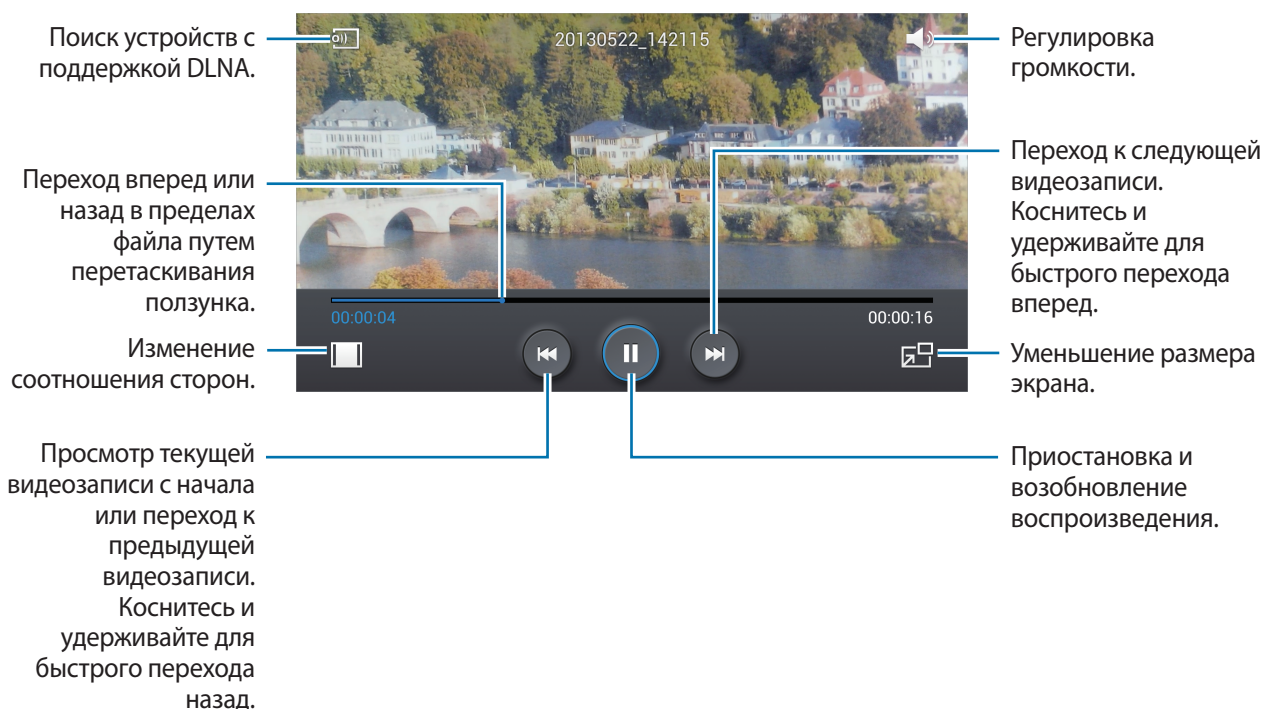 Поиск устройств с
поддержкой DLNA.
20130522_142115
Регулировка
громкости.
Переход вперед или
назад в пределах
файла путем
перетаскивания
ползунка.
Переход к следующей
видеозаписи.
Коснитесь и
удерживайте для
быстрого перехода
вперед.
00:00:04
00:00:16
Изменение
соотношения сторон.
Уменьшение размера
экрана.
Просмотр текущей
видеозаписи с начала
или переход к
предыдущей
видеозаписи.
Коснитесь и
удерживайте для
быстрого перехода
назад.
Приостановка и
возобновление
воспроизведения.